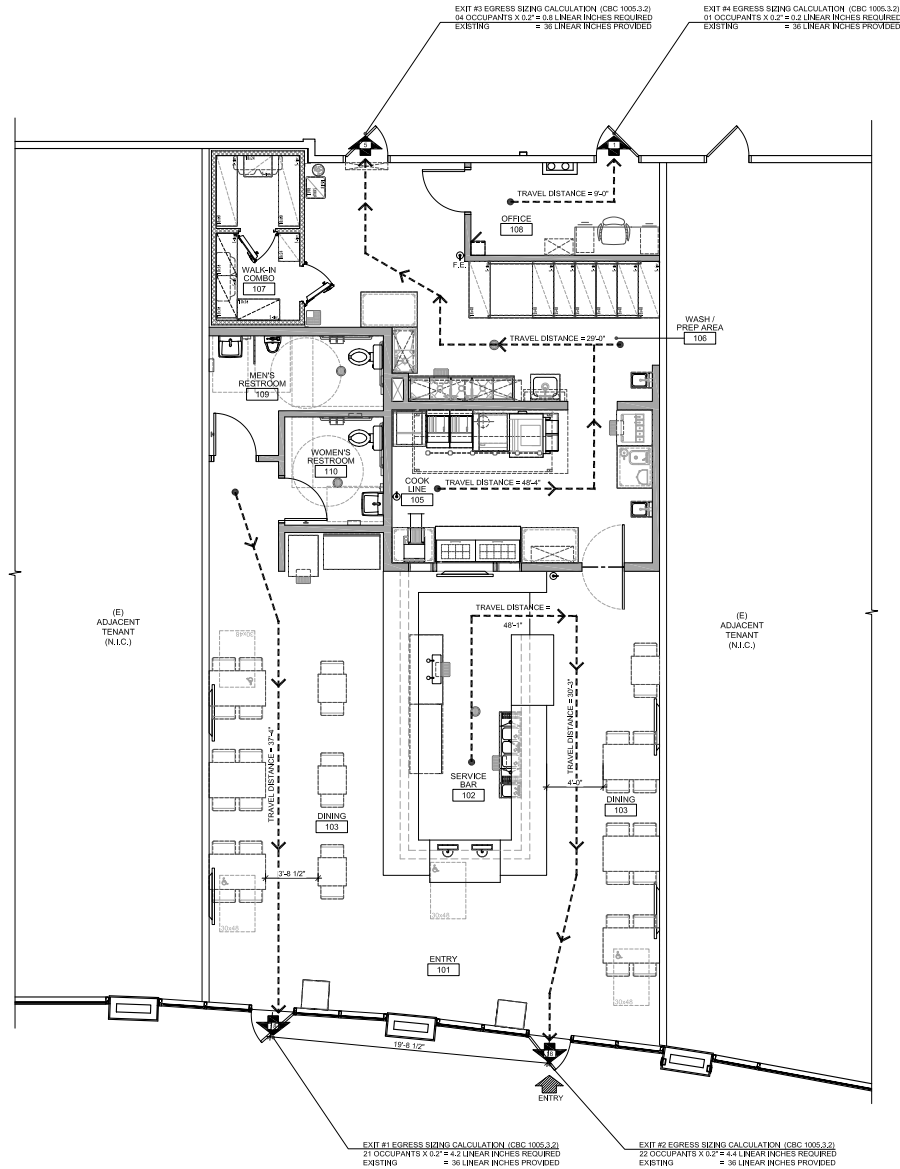 EXIT #3 EGRESS SIZING CALCULATION (CBC 1005.3.2)
04 OCCUPANTS X 0.2" = 0.8 LINEAR INCHES REQUIRED
EXISTING = 36 LINEAR INCHES PROVIDED
EXIT #4 EGRESS SIZING CALCULATION (CBC 1005.3.2)
01 OCCUPANTS X 0.2" = 0.2 LINEAR INCHES REQUIRED
EXISTING = 36 LINEAR INCHES PROVIDED
TRAVEL DISTANCE = 9'-0"
OFFICE
108
F.E.
WALK-IN
COMBO
107
WASH /
PREP AREA
106
TRAVEL DISTANCE = 29'-0"
MEN'S
RESTROOM
109
WOMEN'S
RESTROOM
110
COOK
LINE
105
TRAVEL DISTANCE = 48'-4"
(E)
ADJACENT
TENANT
(N.I.C.)
(E)
ADJACENT
TENANT
(N.I.C.)
TRAVEL DISTANCE =
48'-1"
30x48
TRAVEL DISTANCE = 37'-4"
TRAVEL DISTANCE = 30'-3"
SERVICE
BAR
102
4'-0"
DINING
103
DINING
103
3'-8 1/2"
30x48
30x48
30x48
ENTRY
101
19'-8 1/2"
ENTRY
EXIT #1 EGRESS SIZING CALCULATION (CBC 1005.3.2)
21 OCCUPANTS X 0.2" = 4.2 LINEAR INCHES REQUIRED
EXISTING = 36 LINEAR INCHES PROVIDED
EXIT #2 EGRESS SIZING CALCULATION (CBC 1005.3.2)
22 OCCUPANTS X 0.2" = 4.4 LINEAR INCHES REQUIRED
EXISTING = 36 LINEAR INCHES PROVIDED